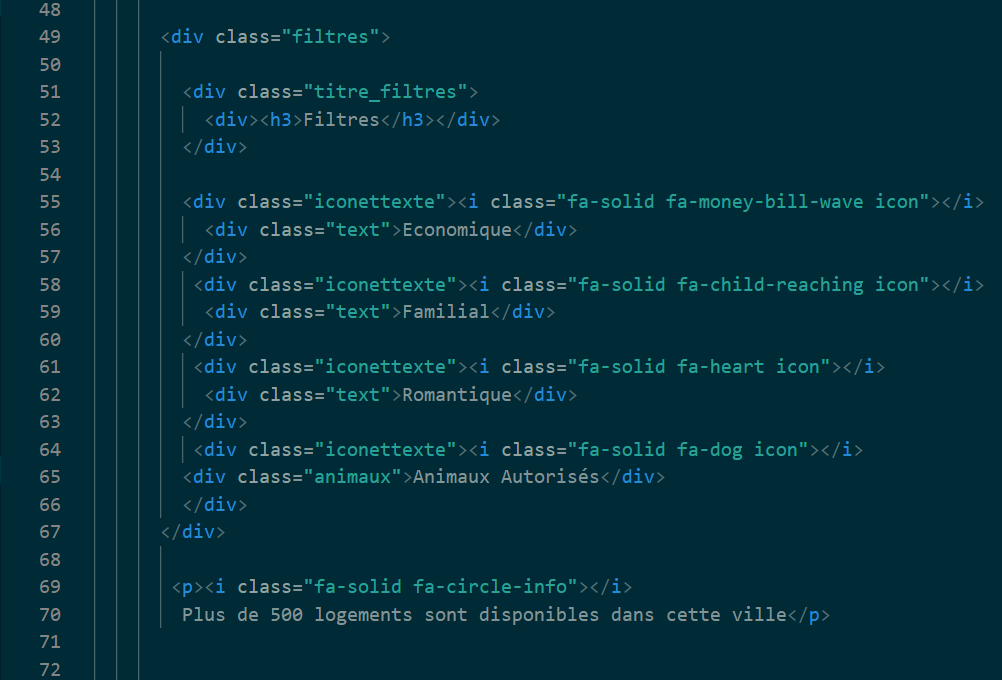 48
49 <div class="filtres">
50
51 <div class="titre_filtres">
52 <div><h3>Filtres</h3></div>
53 </div>
54
55 <div class="iconettexte"><i class="fa-solid fa-money-bill-wave icon"></i>
56 <div class="text">Economique</div>
57 </div>
58 <div class="iconettexte"><i class="fa-solid fa-child-reaching icon"></i>
59 <div class="text">Familial</div>
60 </div>
61 <div class="iconettexte"><i class="fa-solid fa-heart icon"></i>
62 <div class="text">Romantique</div>
63 </div>
64 <div class="iconettexte"><i class="fa-solid fa-dog icon"></i>
65 <div class="animaux">Animaux Autorisés</div>
66 </div>
67 </div>
68
69 <p><i class="fa-solid fa-circle-info"></i>
70 Plus de 500 logements sont disponibles dans cette ville</p>
71
72